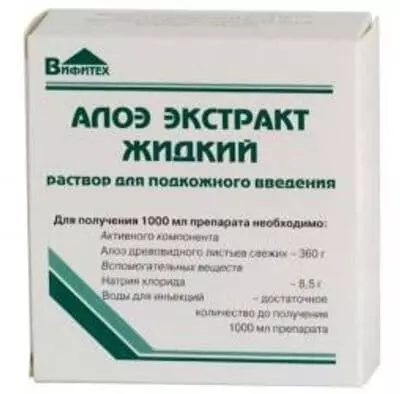 ВИФИТЕХ
АЛОЭ ЭКСТРАКТ
ЖИДКИЙ
раствор для подкожного введения
Для получения 1000 мл препарата необходимо:
Активного компонента
Алоэ древовидного листьев свежих – 360 г
Вспомогательных веществ
Натрия хлорида – 8,5 г
Воды для инъекций – достаточное
количество до получения
1000 мл препарата